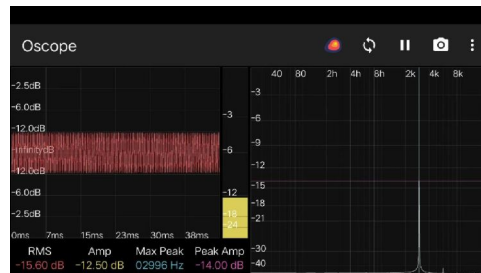 Oscope
-2.5dB
-6.0dB
-12.0dB
-infinitydB
-12.0dB
-6.0dB
-2.5dB
0ms 7ms 15ms 23ms 30ms 38ms
-3
-6
-12
-18
-24
40 80 2h 4h 8h 2k 4k 8k
-3
-6
-9
-12
-15
-18
-21
-30
-40
RMS Amp Max Peak Peak Amp
-15.60 dB -12.50 dB 02996 Hz -14.00 dB